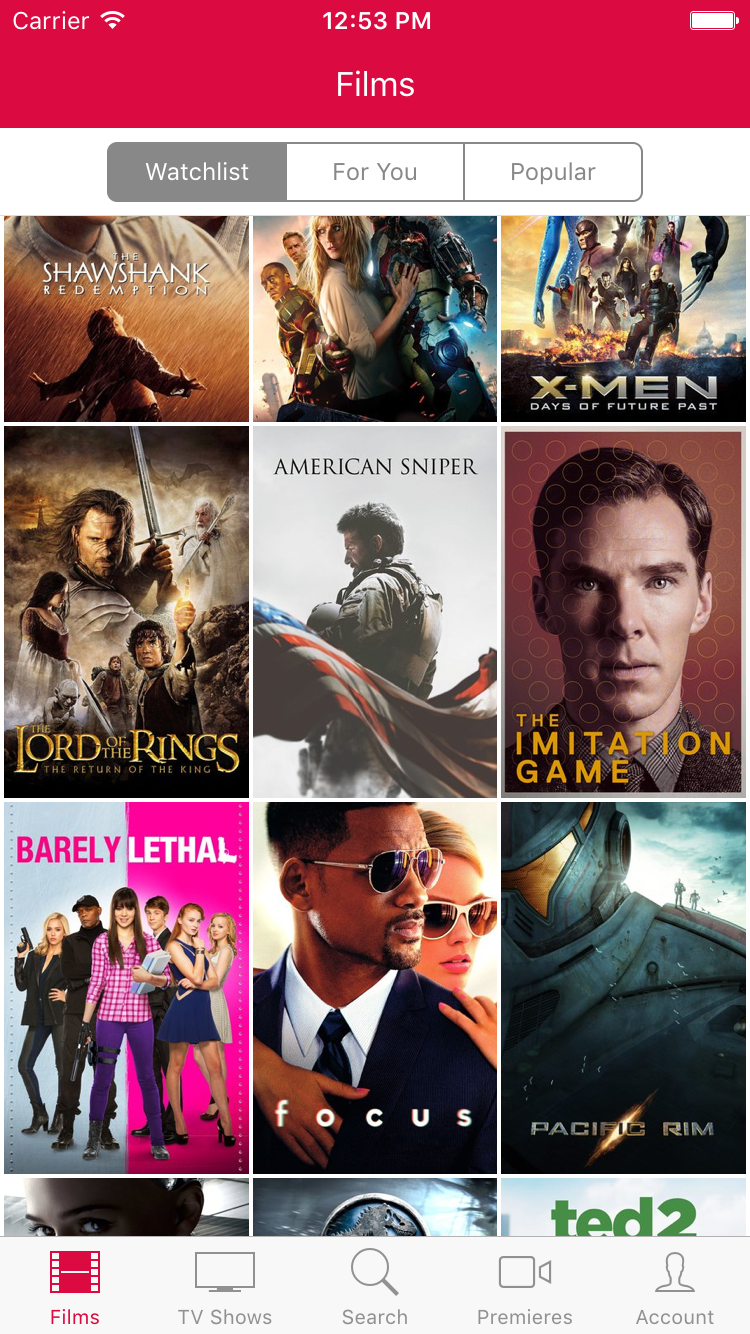 Carrier 12:53 PM
Films
Watchlist For You Popular
THE
SHAWSHANK
REDEMPTION
X-MEN
DAYS OF FUTURE PAST
THE
LORD OF THE RINGS
THE RETURN OF THE KING
AMERICAN SNIPER
THE
IMITATION
GAME
BARELY LETHAL
focus
PACIFIC RIM
ted2
Films TV Shows Search Premieres Account